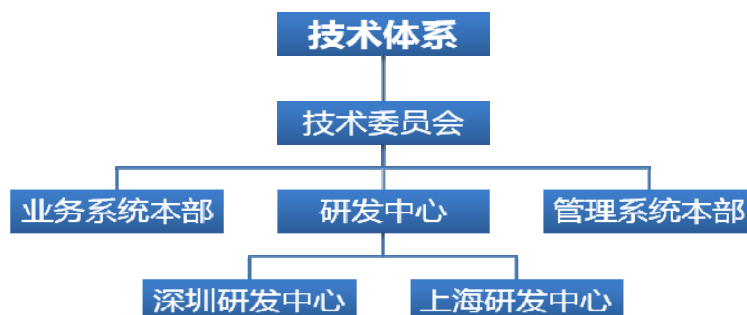 技术体系
技术委员会
业务系统本部
研发中心
管理系统本部
深圳研发中心
上海研发中心